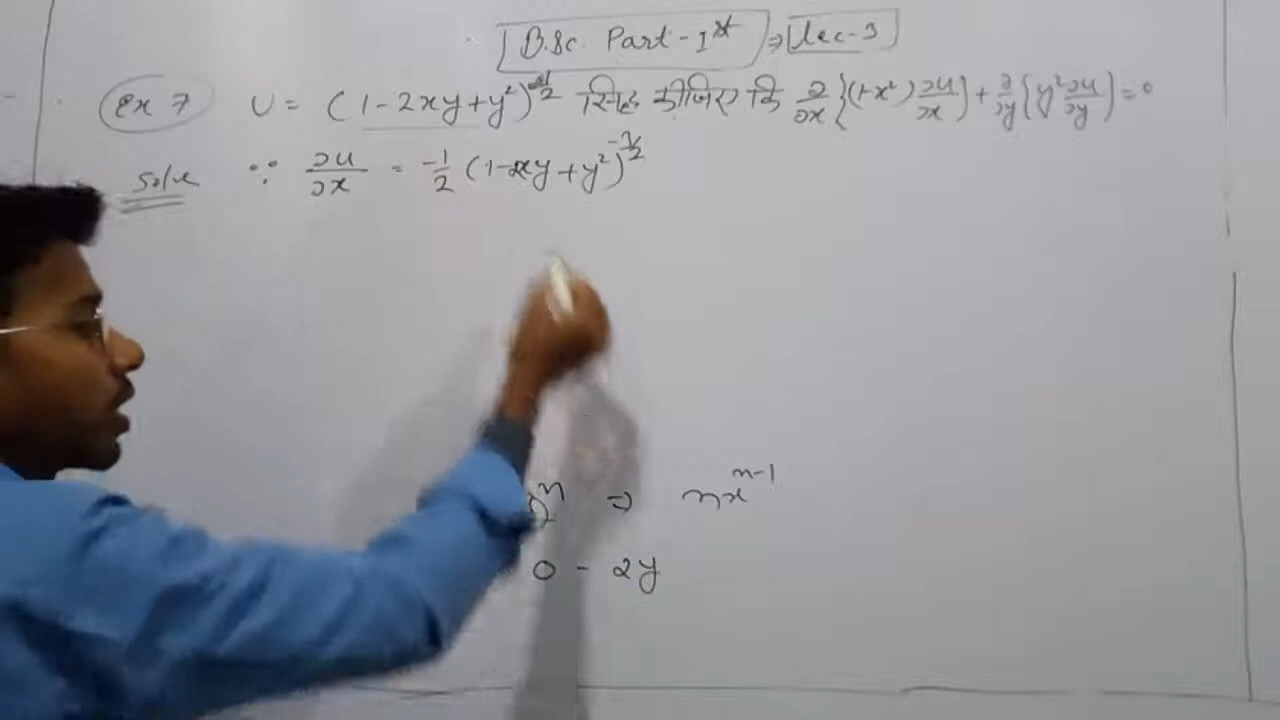 B.Sc. Part - Ist ⇒ Lec-3
Ex 7 U = (1-2xy+y²)^-1/2 सिद्ध कीजिए कि ∂/∂x {(1-x²) ∂u/∂x} + ∂/∂y {y² ∂u/∂y} = 0
Solve ∵ ∂u/∂x = -1/2 (1-2xy+y²)^-3/2
)^n ⇒ nx^n-1
0 - 2y